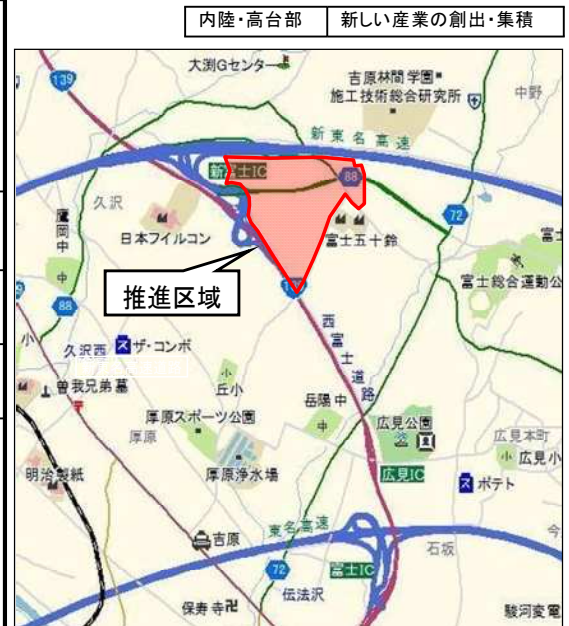 内陸・高台部 新しい産業の創出・集積
139
大渕Gセンター
吉原林間学園
施工技術総合研究所
中野
新東名高速
新富士IC
88
72
久沢
鷹岡中
中
日本フイルコン
富士五十鈴
富士総合運動公
推進区域
88
小
久沢西
ザ・コンボ
西富士道路
曽我兄弟墓
小
丘小
岳陽中
中
厚原スポーツ公園
厚原
広見公園
広見本町
小 広見小
明治製紙
厚原浄水場
広見IC
ポテト
東名高速
吉原
石坂
今
72
富士IC
伝法沢
保寿寺
駿河変電